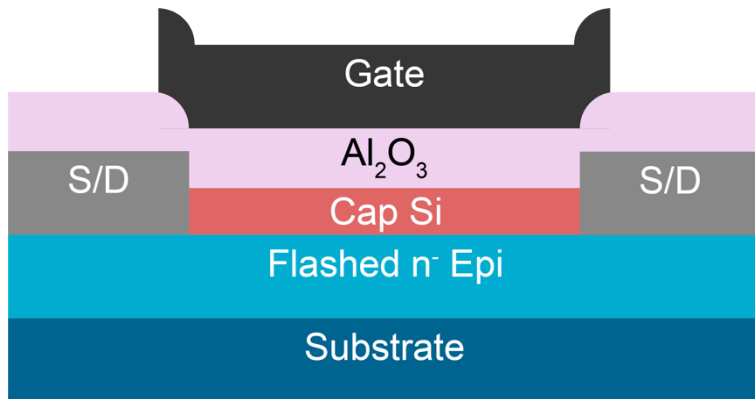 Gate
Al₂O₃
S/D
S/D
Cap Si
Flashed n⁻ Epi
Substrate